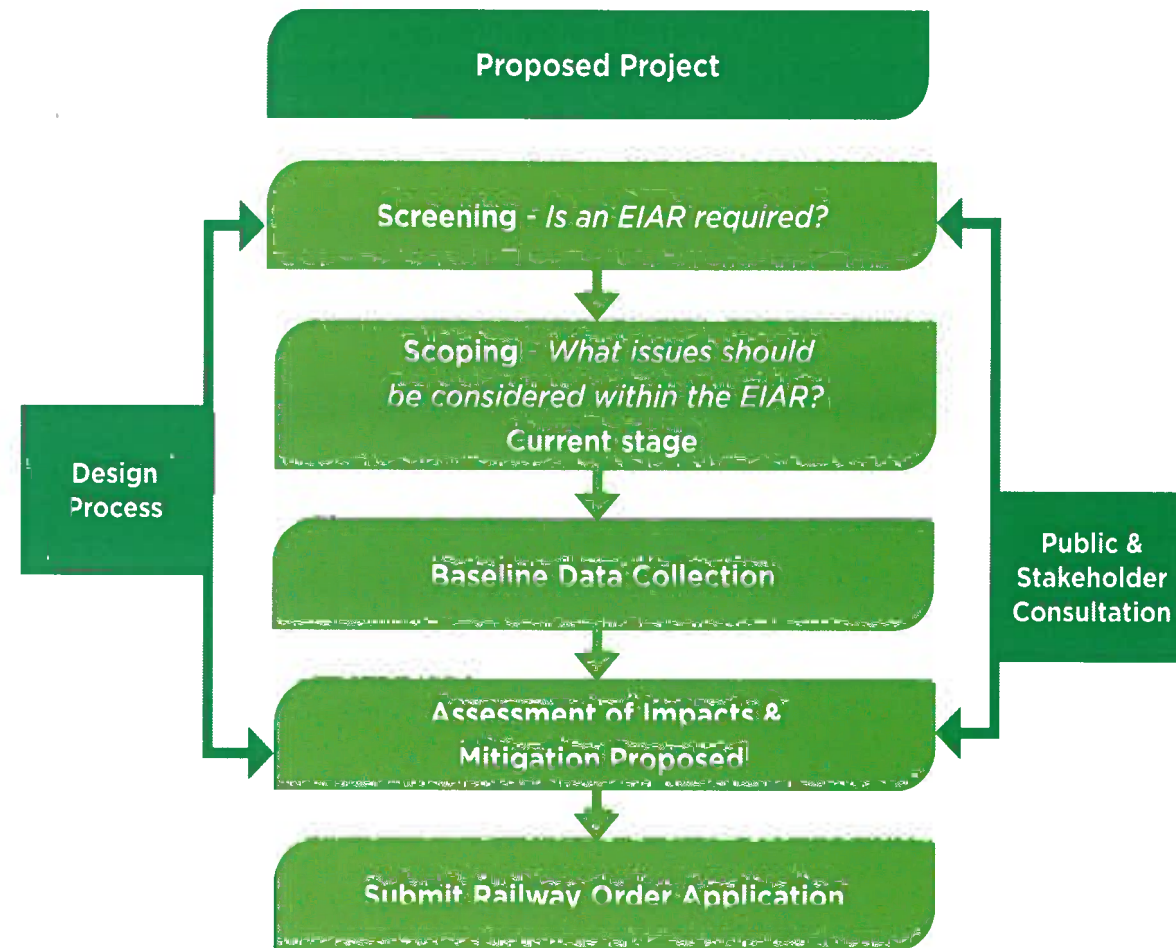 Proposed Project
Screening - Is an EIAR required?
Scoping - What issues should
be considered within the EIAR?
Current stage
Design
Process
Baseline Data Collection
Public &
Stakeholder
Consultation
Assessment of Impacts &
Mitigation Proposed
Submit Railway Order Application